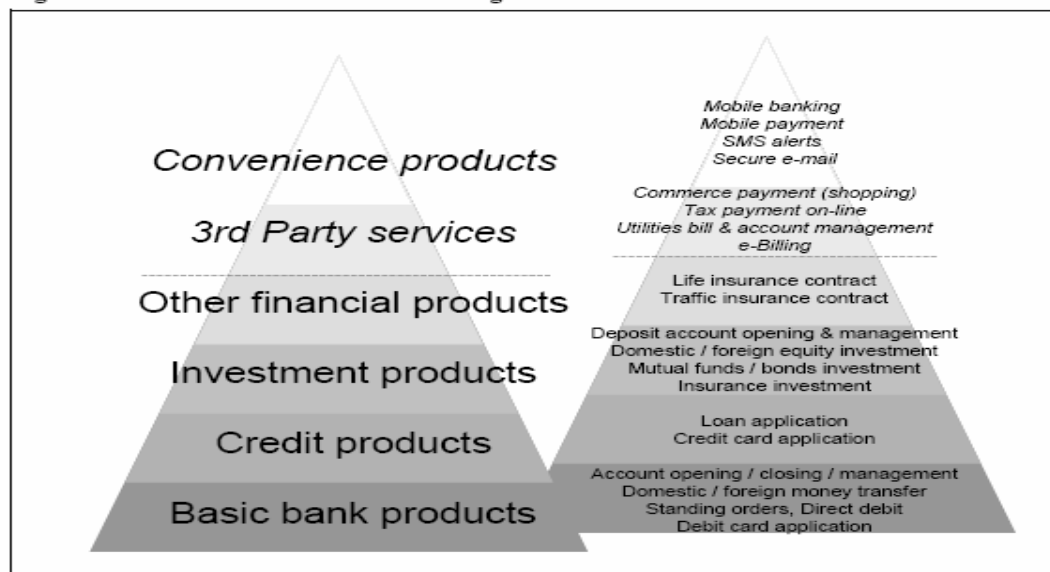 Convenience products
3rd Party services
Other financial products
Investment products
Credit products
Basic bank products
Mobile banking
Mobile payment
SMS alerts
Secure e-mail
Commerce payment (shopping)
Tax payment on-line
Utilities bill & account management
e-Billing
Life insurance contract
Traffic insurance contract
Deposit account opening & management
Domestic / foreign equity investment
Mutual funds / bonds investment
Insurance investment
Loan application
Credit card application
Account opening / closing / management
Domestic / foreign money transfer
Standing orders, Direct debit
Debit card application